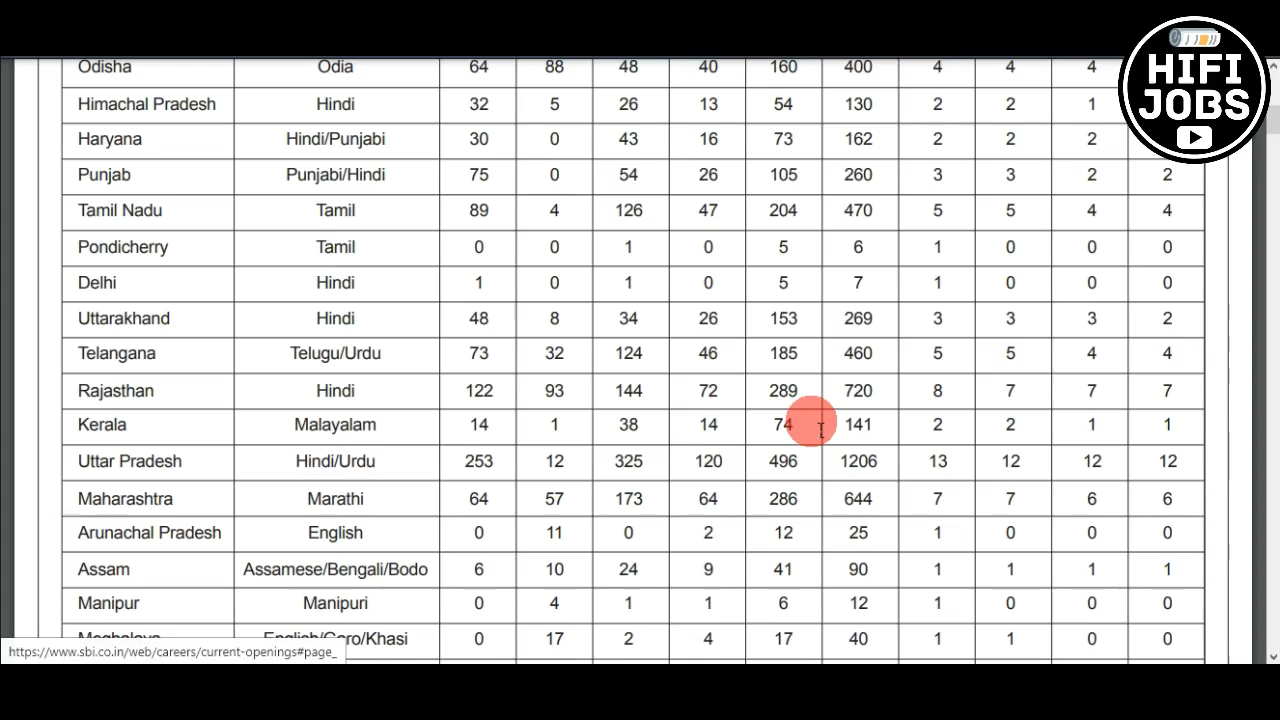 HIFI
JOBS
Odisha Odia 64 88 48 40 160 400 4 4 4
Himachal Pradesh Hindi 32 5 26 13 54 130 2 2 1
Haryana Hindi/Punjabi 30 0 43 16 73 162 2 2 2
Punjab Punjabi/Hindi 75 0 54 26 105 260 3 3 2 2
Tamil Nadu Tamil 89 4 126 47 204 470 5 5 4 4
Pondicherry Tamil 0 0 1 0 5 6 1 0 0 0
Delhi Hindi 1 0 1 0 5 7 1 0 0 0
Uttarakhand Hindi 48 8 34 26 153 269 3 3 3 2
Telangana Telugu/Urdu 73 32 124 46 185 460 5 5 4 4
Rajasthan Hindi 122 93 144 72 289 720 8 7 7 7
Kerala Malayalam 14 1 38 14 74 141 2 2 1 1
Uttar Pradesh Hindi/Urdu 253 12 325 120 496 1206 13 12 12 12
Maharashtra Marathi 64 57 173 64 286 644 7 7 6 6
Arunachal Pradesh English 0 11 0 2 12 25 1 0 0 0
Assam Assamese/Bengali/Bodo 6 10 24 9 41 90 1 1 1 1
Manipur Manipuri 0 4 1 1 6 12 1 0 0 0
Meghalaya English/Garo/Khasi 0 17 2 4 17 40 1 1 0 0
https://www.sbi.co.in/web/careers/current-openings#page_